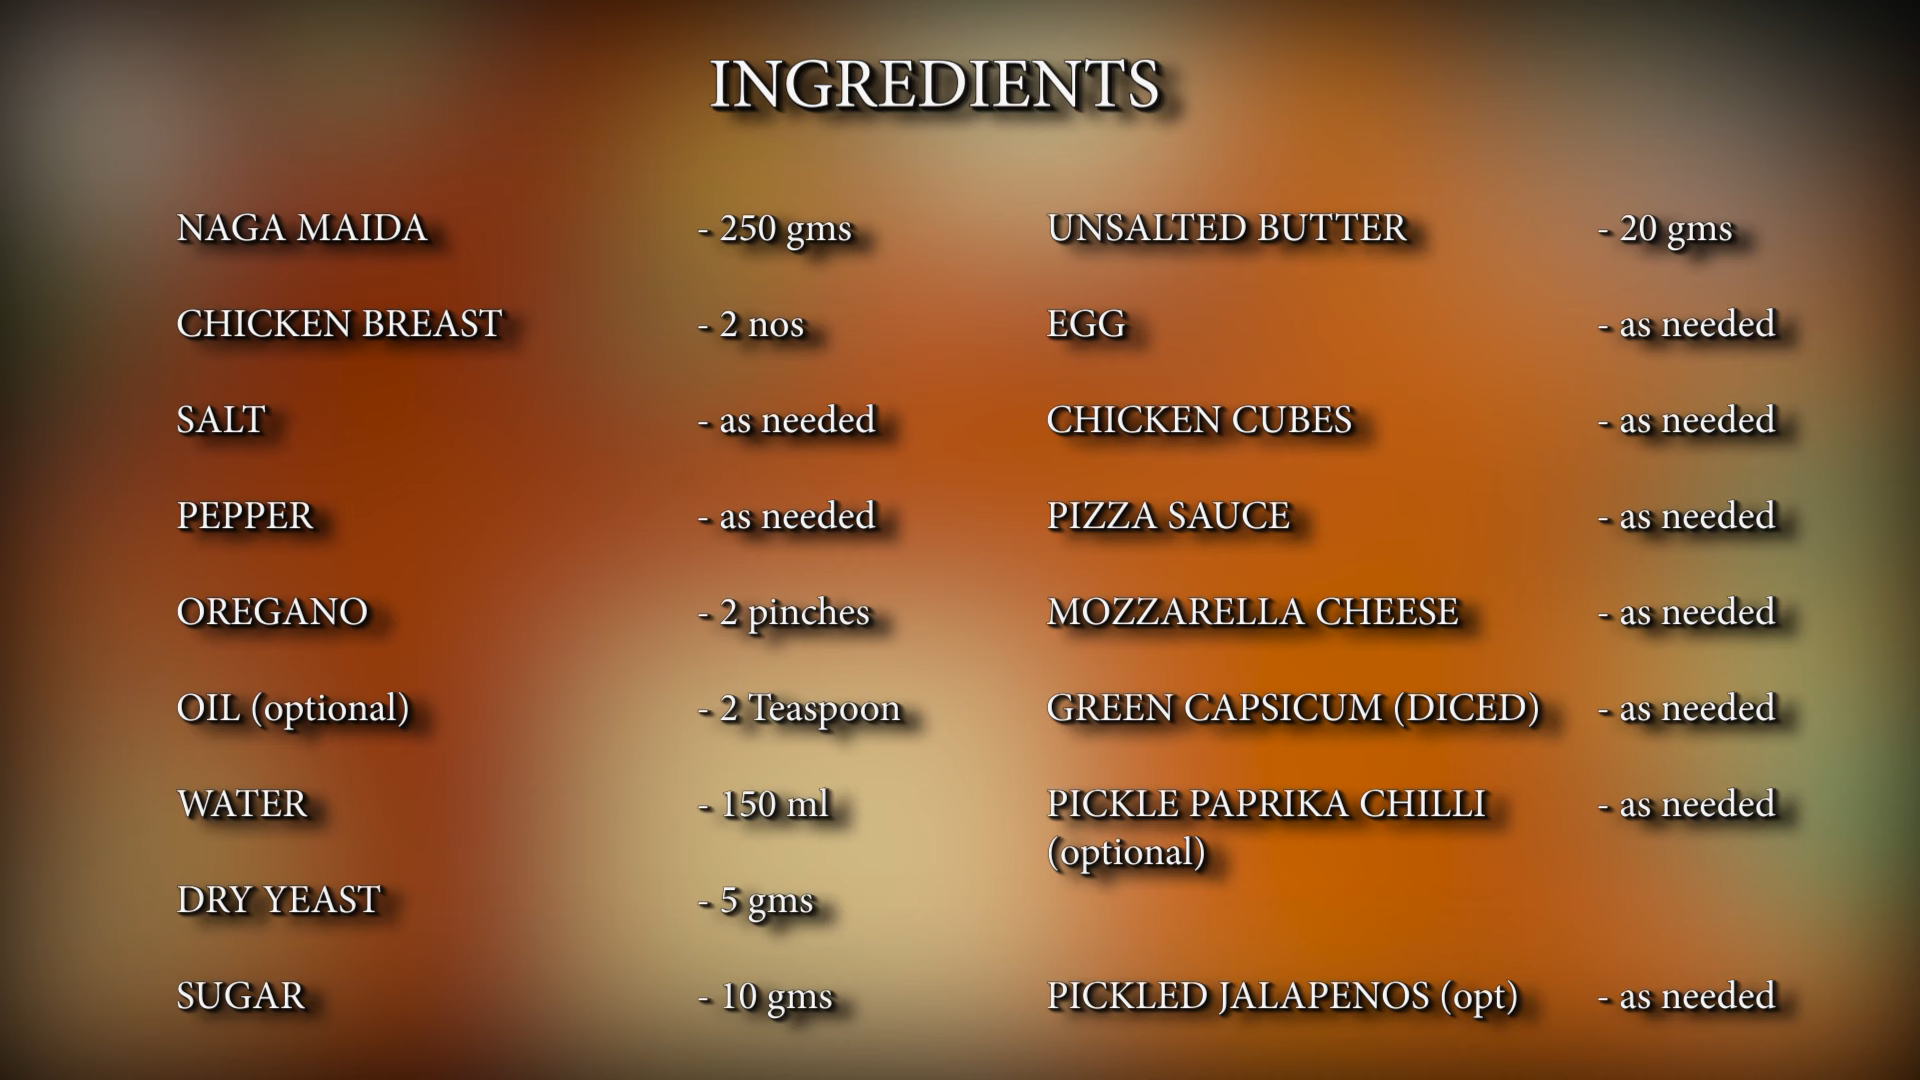 INGREDIENTS
NAGA MAIDA - 250 gms
CHICKEN BREAST - 2 nos
SALT - as needed
PEPPER - as needed
OREGANO - 2 pinches
OIL (optional) - 2 Teaspoon
WATER - 150 ml
DRY YEAST - 5 gms
SUGAR - 10 gms
UNSALTED BUTTER - 20 gms
EGG - as needed
CHICKEN CUBES - as needed
PIZZA SAUCE - as needed
MOZZARELLA CHEESE - as needed
GREEN CAPSICUM (DICED) - as needed
PICKLE PAPRIKA CHILLI - as needed
(optional)
PICKLED JALAPENOS (opt) - as needed